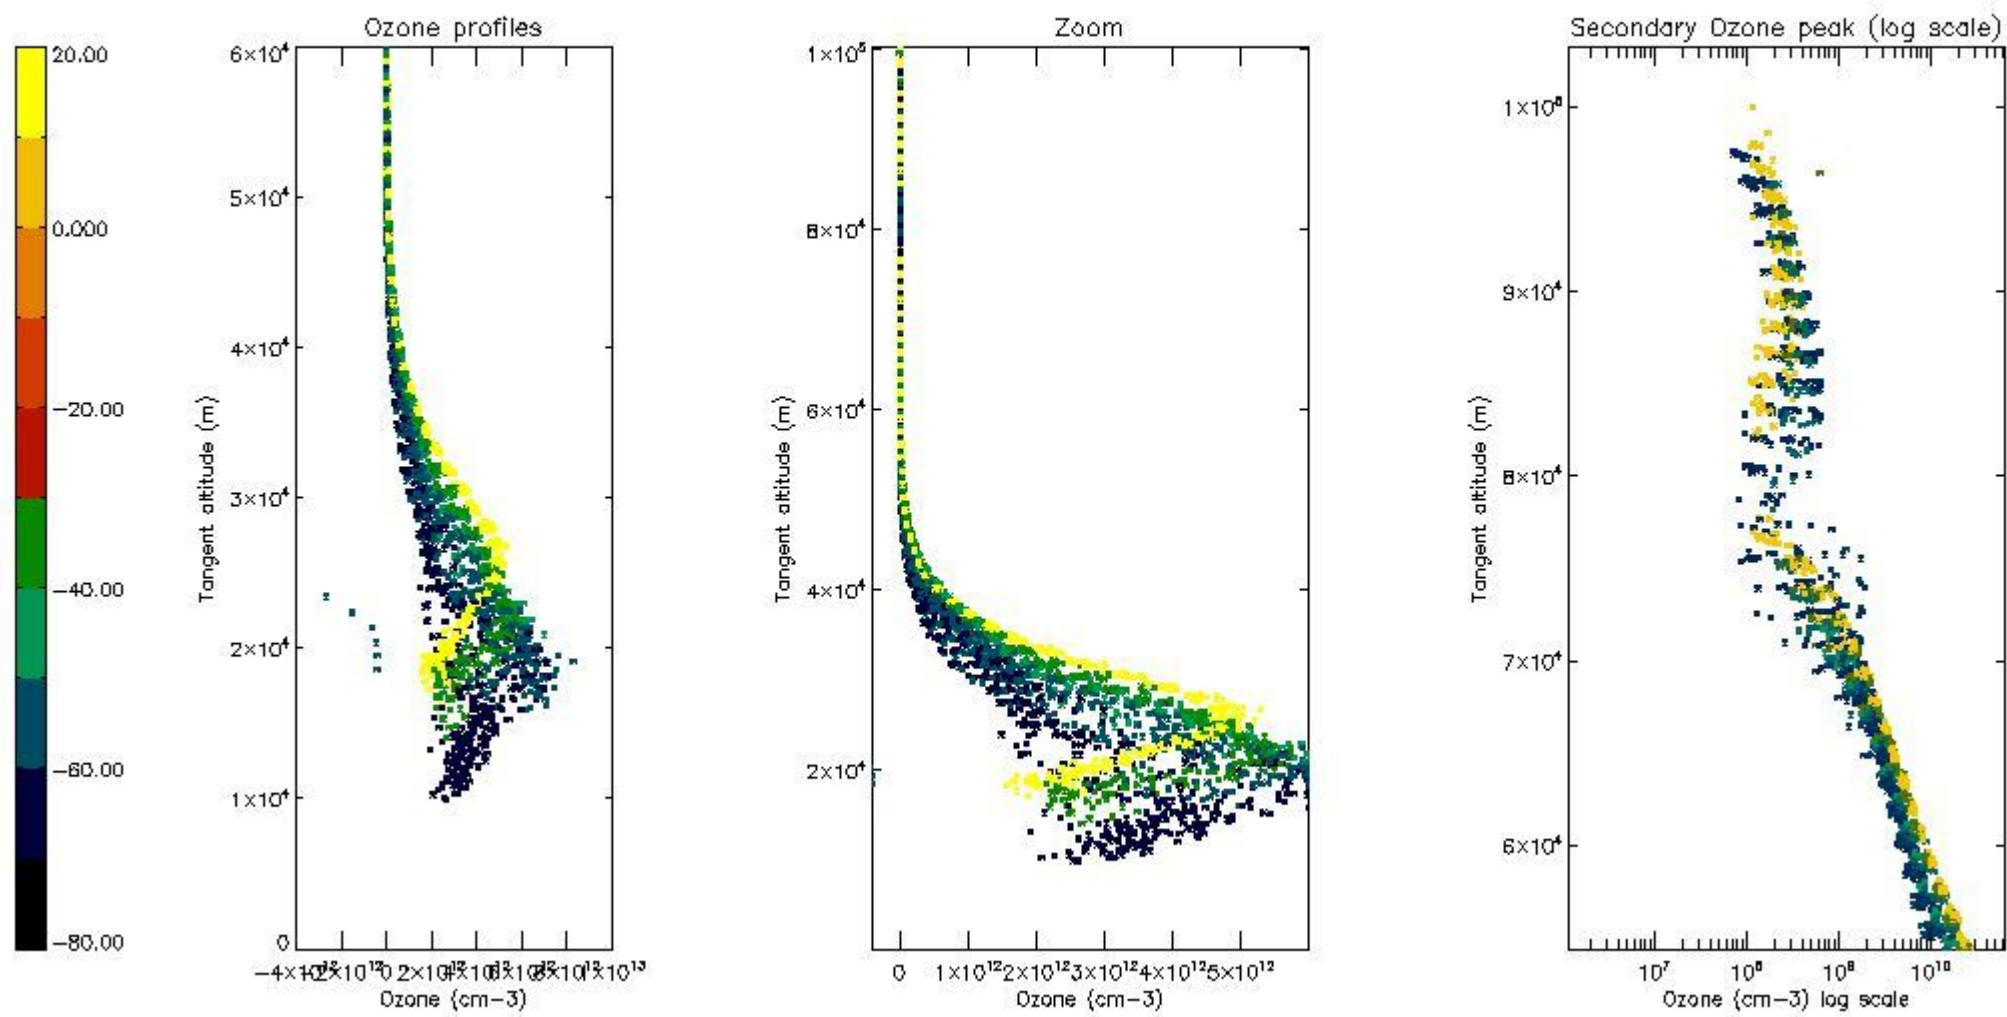 Ozone profiles
Zoom
Secondary Ozone peak (log scale)
20.00
0.000
−20.00
−40.00
−60.00
−80.00
6×10⁴
5×10⁴
4×10⁴
3×10⁴
2×10⁴
1×10⁴
0
Tangent altitude (m)
Ozone (cm−3)
1×10⁵
8×10⁴
6×10⁴
4×10⁴
2×10⁴
Tangent altitude (m)
0 1×10¹² 2×10¹² 3×10¹² 4×10¹² 5×10¹²
Ozone (cm−3)
9×10⁴
8×10⁴
7×10⁴
6×10⁴
Tangent altitude (m)
10⁷ 10⁸ 10⁹ 10¹⁰
Ozone (cm−3) log scale